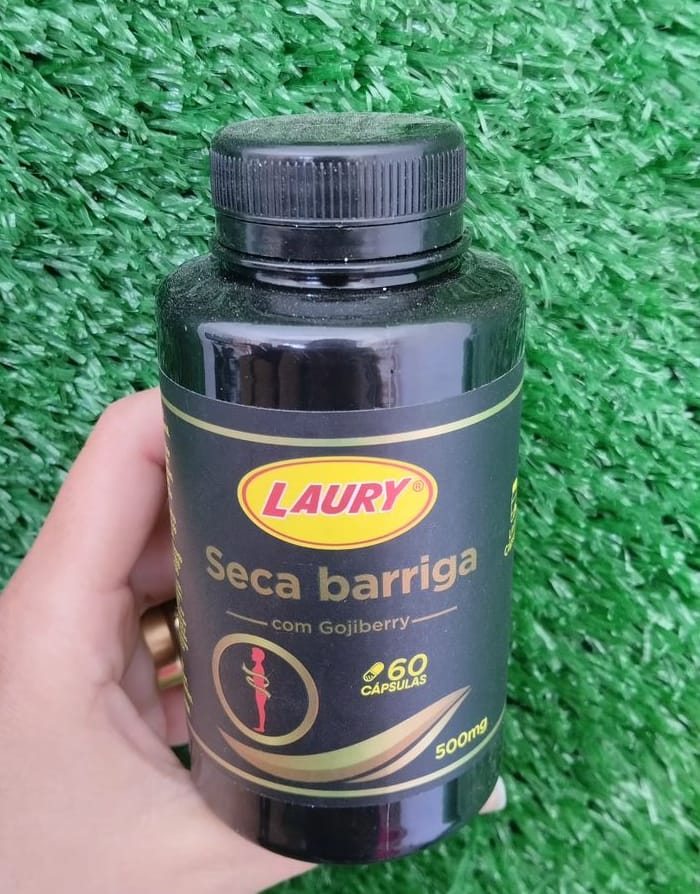 LAURY®
Seca barriga
com Gojiberry
60
CÁPSULAS
500mg